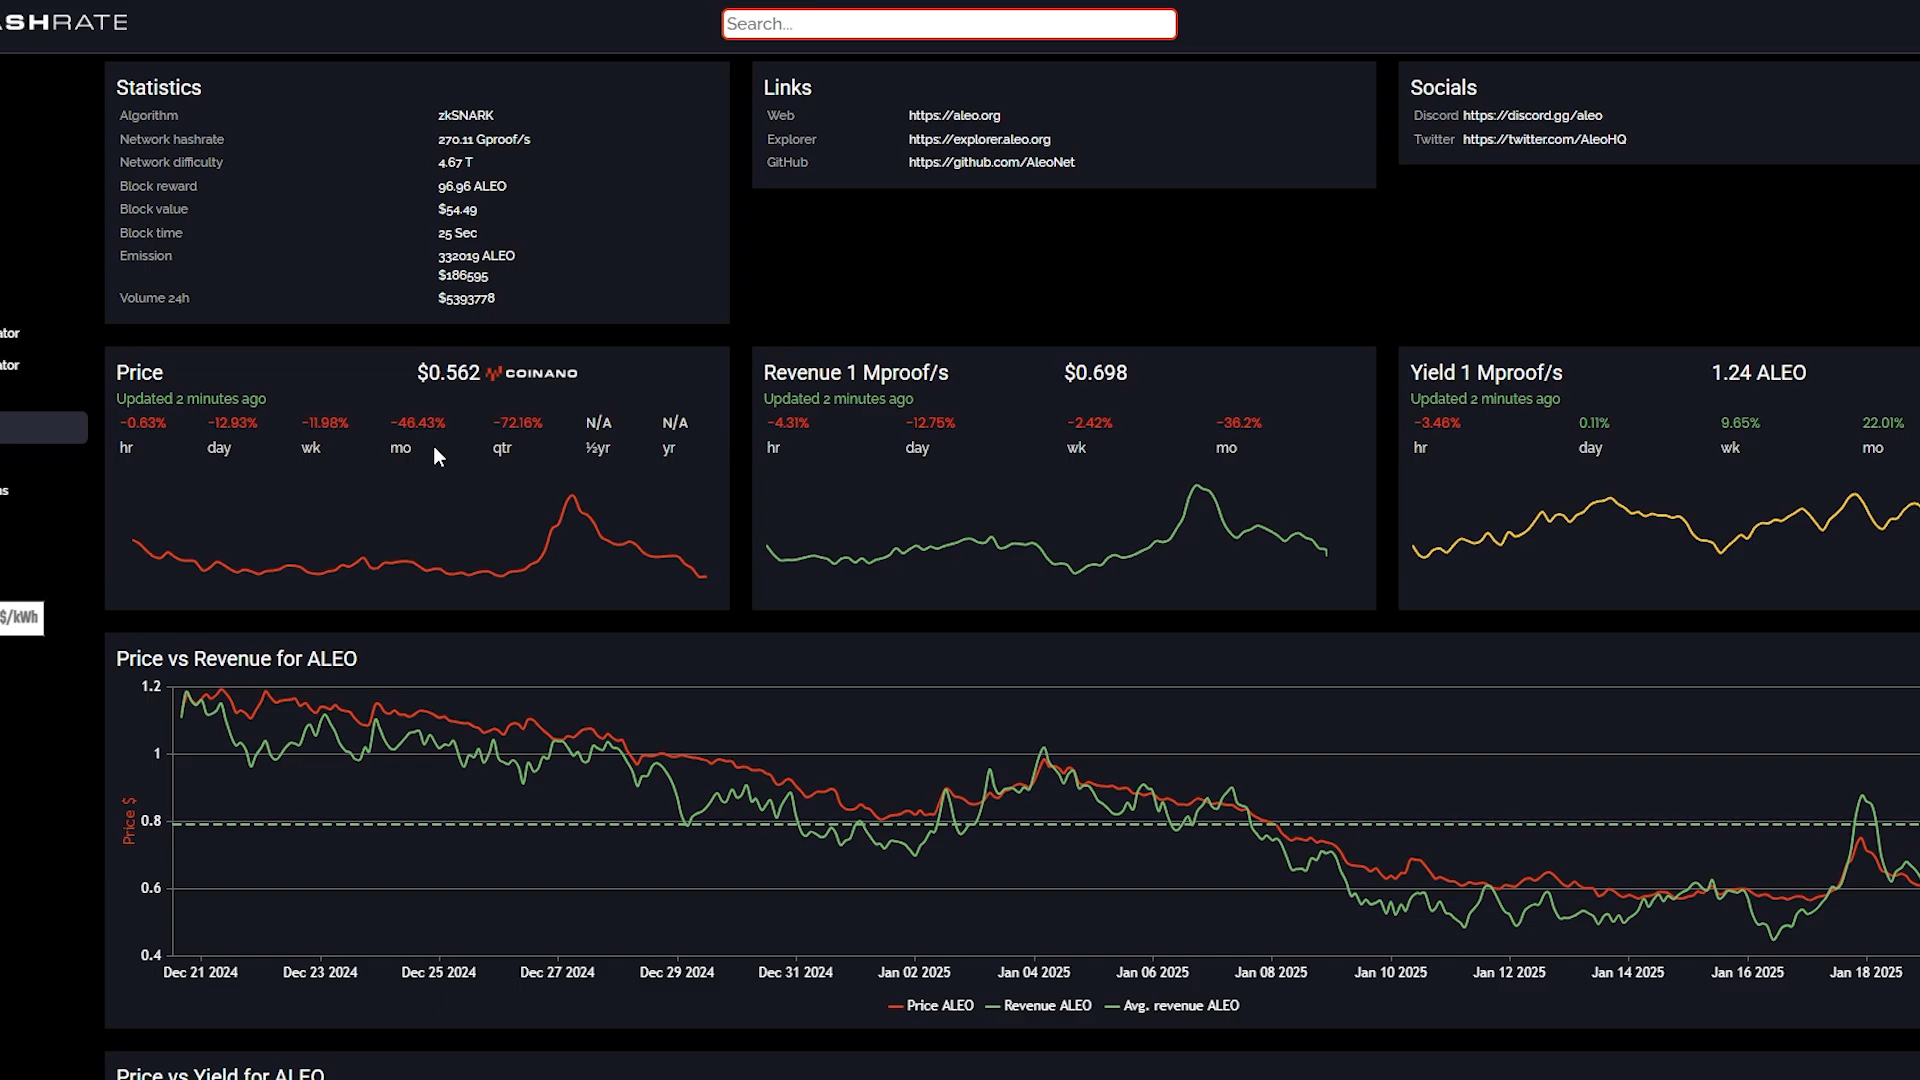 SHRATE
Search...
Statistics
Algorithm zkSNARK
Network hashrate 270.11 Gproof/s
Network difficulty 4.67 T
Block reward 96.96 ALEO
Block value $54.49
Block time 25 Sec
Emission 332019 ALEO
$186595
Volume 24h $5393778
Links
Web https://aleo.org
Explorer https://explorer.aleo.org
GitHub https://github.com/AleoNet
Socials
Discord https://discord.gg/aleo
Twitter https://twitter.com/AleoHQ
ator
ator
ns
$/kWh
Price $0.562 COINANO
Updated 2 minutes ago
-0.63% -12.93% -11.98% -46.43% -72.16% N/A N/A
hr day wk mo qtr ½yr yr
Revenue 1 Mproof/s $0.698
Updated 2 minutes ago
-4.31% -12.75% -2.42% -36.2%
hr day wk mo
Yield 1 Mproof/s 1.24 ALEO
Updated 2 minutes ago
-3.46% 0.11% 9.65% 22.01%
hr day wk mo
Price vs Revenue for ALEO
1.2
1
0.8
0.6
0.4
Price $
Dec 21 2024 Dec 23 2024 Dec 25 2024 Dec 27 2024 Dec 29 2024 Dec 31 2024 Jan 02 2025 Jan 04 2025 Jan 06 2025 Jan 08 2025 Jan 10 2025 Jan 12 2025 Jan 14 2025 Jan 16 2025 Jan 18 2025
Price ALEO Revenue ALEO Avg. revenue ALEO
Price vs Yield for ALEO